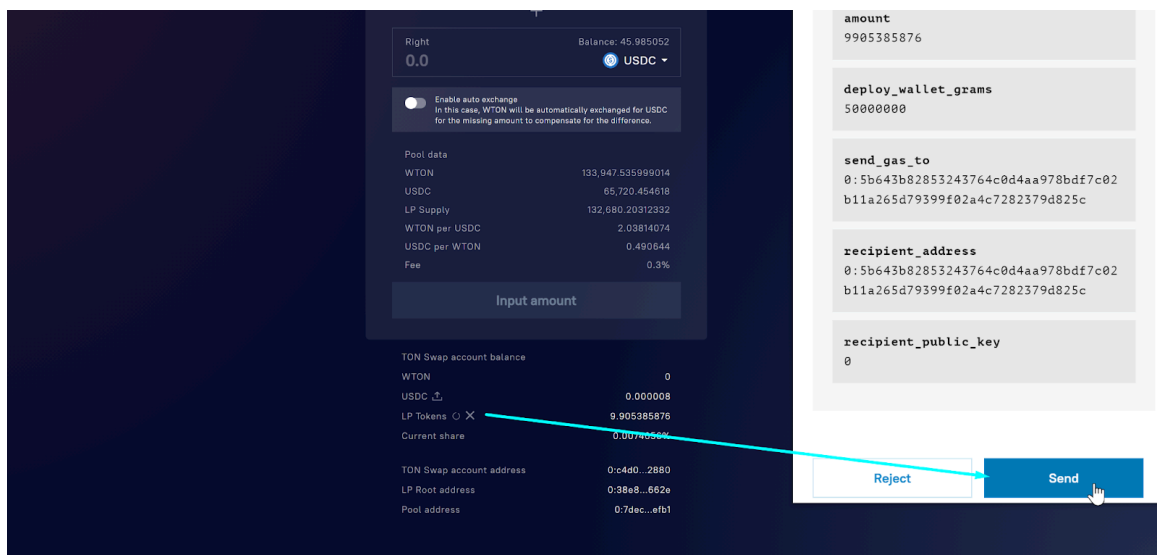 Right Balance: 45.985052
0.0 USDC
Enable auto exchange
In this case, WTON will be automatically exchanged for USDC
for the missing amount to compensate for the difference.
Pool data
WTON 133,947.535999014
USDC 65,720.454618
LP Supply 132,680.20312332
WTON per USDC 2.03814074
USDC per WTON 0.490644
Fee 0.3%
Input amount
TON Swap account balance
WTON 0
USDC 0.000008
LP Tokens 9.905385876
Current share 0.0074656%
TON Swap account address 0:c4d0...2880
LP Root address 0:38e8...662e
Pool address 0:7dec...efb1
amount
9905385876
deploy_wallet_grams
50000000
send_gas_to
0:5b643b82853243764c0d4aa978bdf7c02
b11a265d79399f02a4c7282379d825c
recipient_address
0:5b643b82853243764c0d4aa978bdf7c02
b11a265d79399f02a4c7282379d825c
recipient_public_key
0
Reject Send